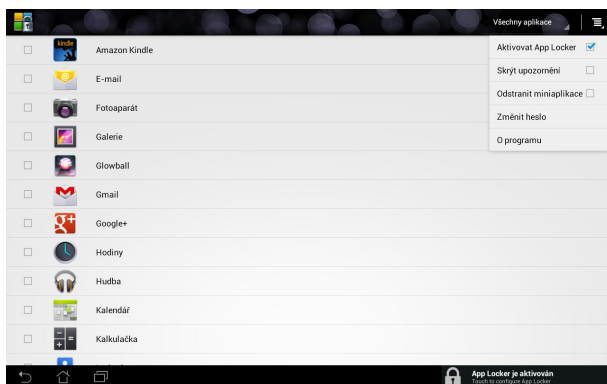 Všechny aplikace
Aktivovat App Locker
Skrýt upozornění
Odstranit miniaplikace
Změnit heslo
O programu
kindle
Amazon Kindle
E-mail
Fotoaparát
Galerie
Glowball
Gmail
Google+
Hodiny
Hudba
Kalendář
Kalkulačka
App Locker je aktivován
Touch to configure App Locker